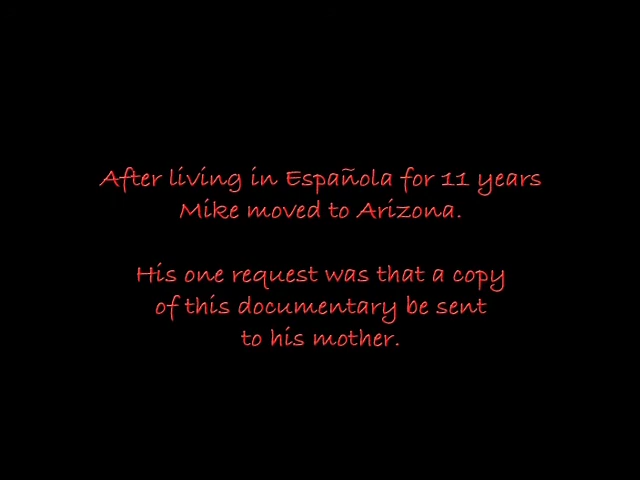 After living in Española for 11 years
Mike moved to Arizona.
His one request was that a copy
of this documentary be sent
to his mother.